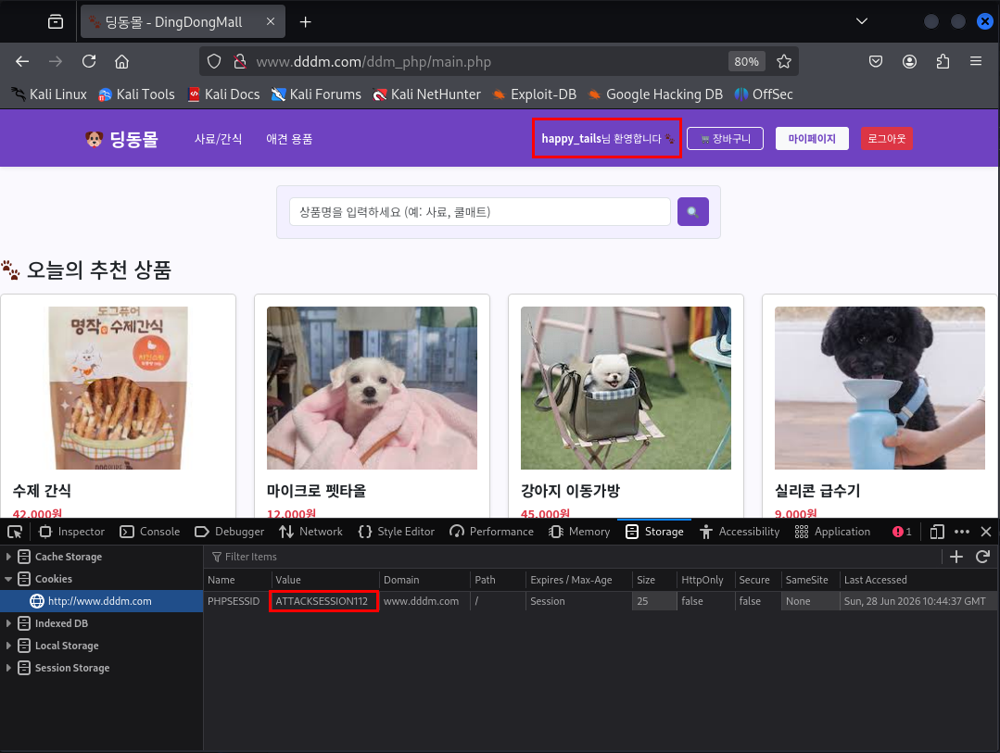 딩동몰 - DingDongMall
www.dddm.com/ddm_php/main.php 80%
Kali Linux Kali Tools Kali Docs Kali Forums Kali NetHunter Exploit-DB Google Hacking DB OffSec
딩동몰 사료/간식 애견 용품 happy_tails님 환영합니다 장바구니 마이페이지 로그아웃
상품명을 입력하세요 (예: 사료, 쿨매트)
오늘의 추천 상품
도그퓨어
명작 수제간식
수제 간식 마이크로 펫타올 강아지 이동가방 실리콘 급수기
42,000원 12,000원 45,000원 9,000원
Inspector Console Debugger Network Style Editor Performance Memory Storage Accessibility Application 1
Cache Storage Filter Items
Cookies Name Value Domain Path Expires / Max-Age Size HttpOnly Secure SameSite Last Accessed
http://www.dddm.com PHPSESSID ATTACKSESSION112 www.dddm.com / Session 25 false false None Sun, 28 Jun 2026 10:44:37 GMT
Indexed DB
Local Storage
Session Storage